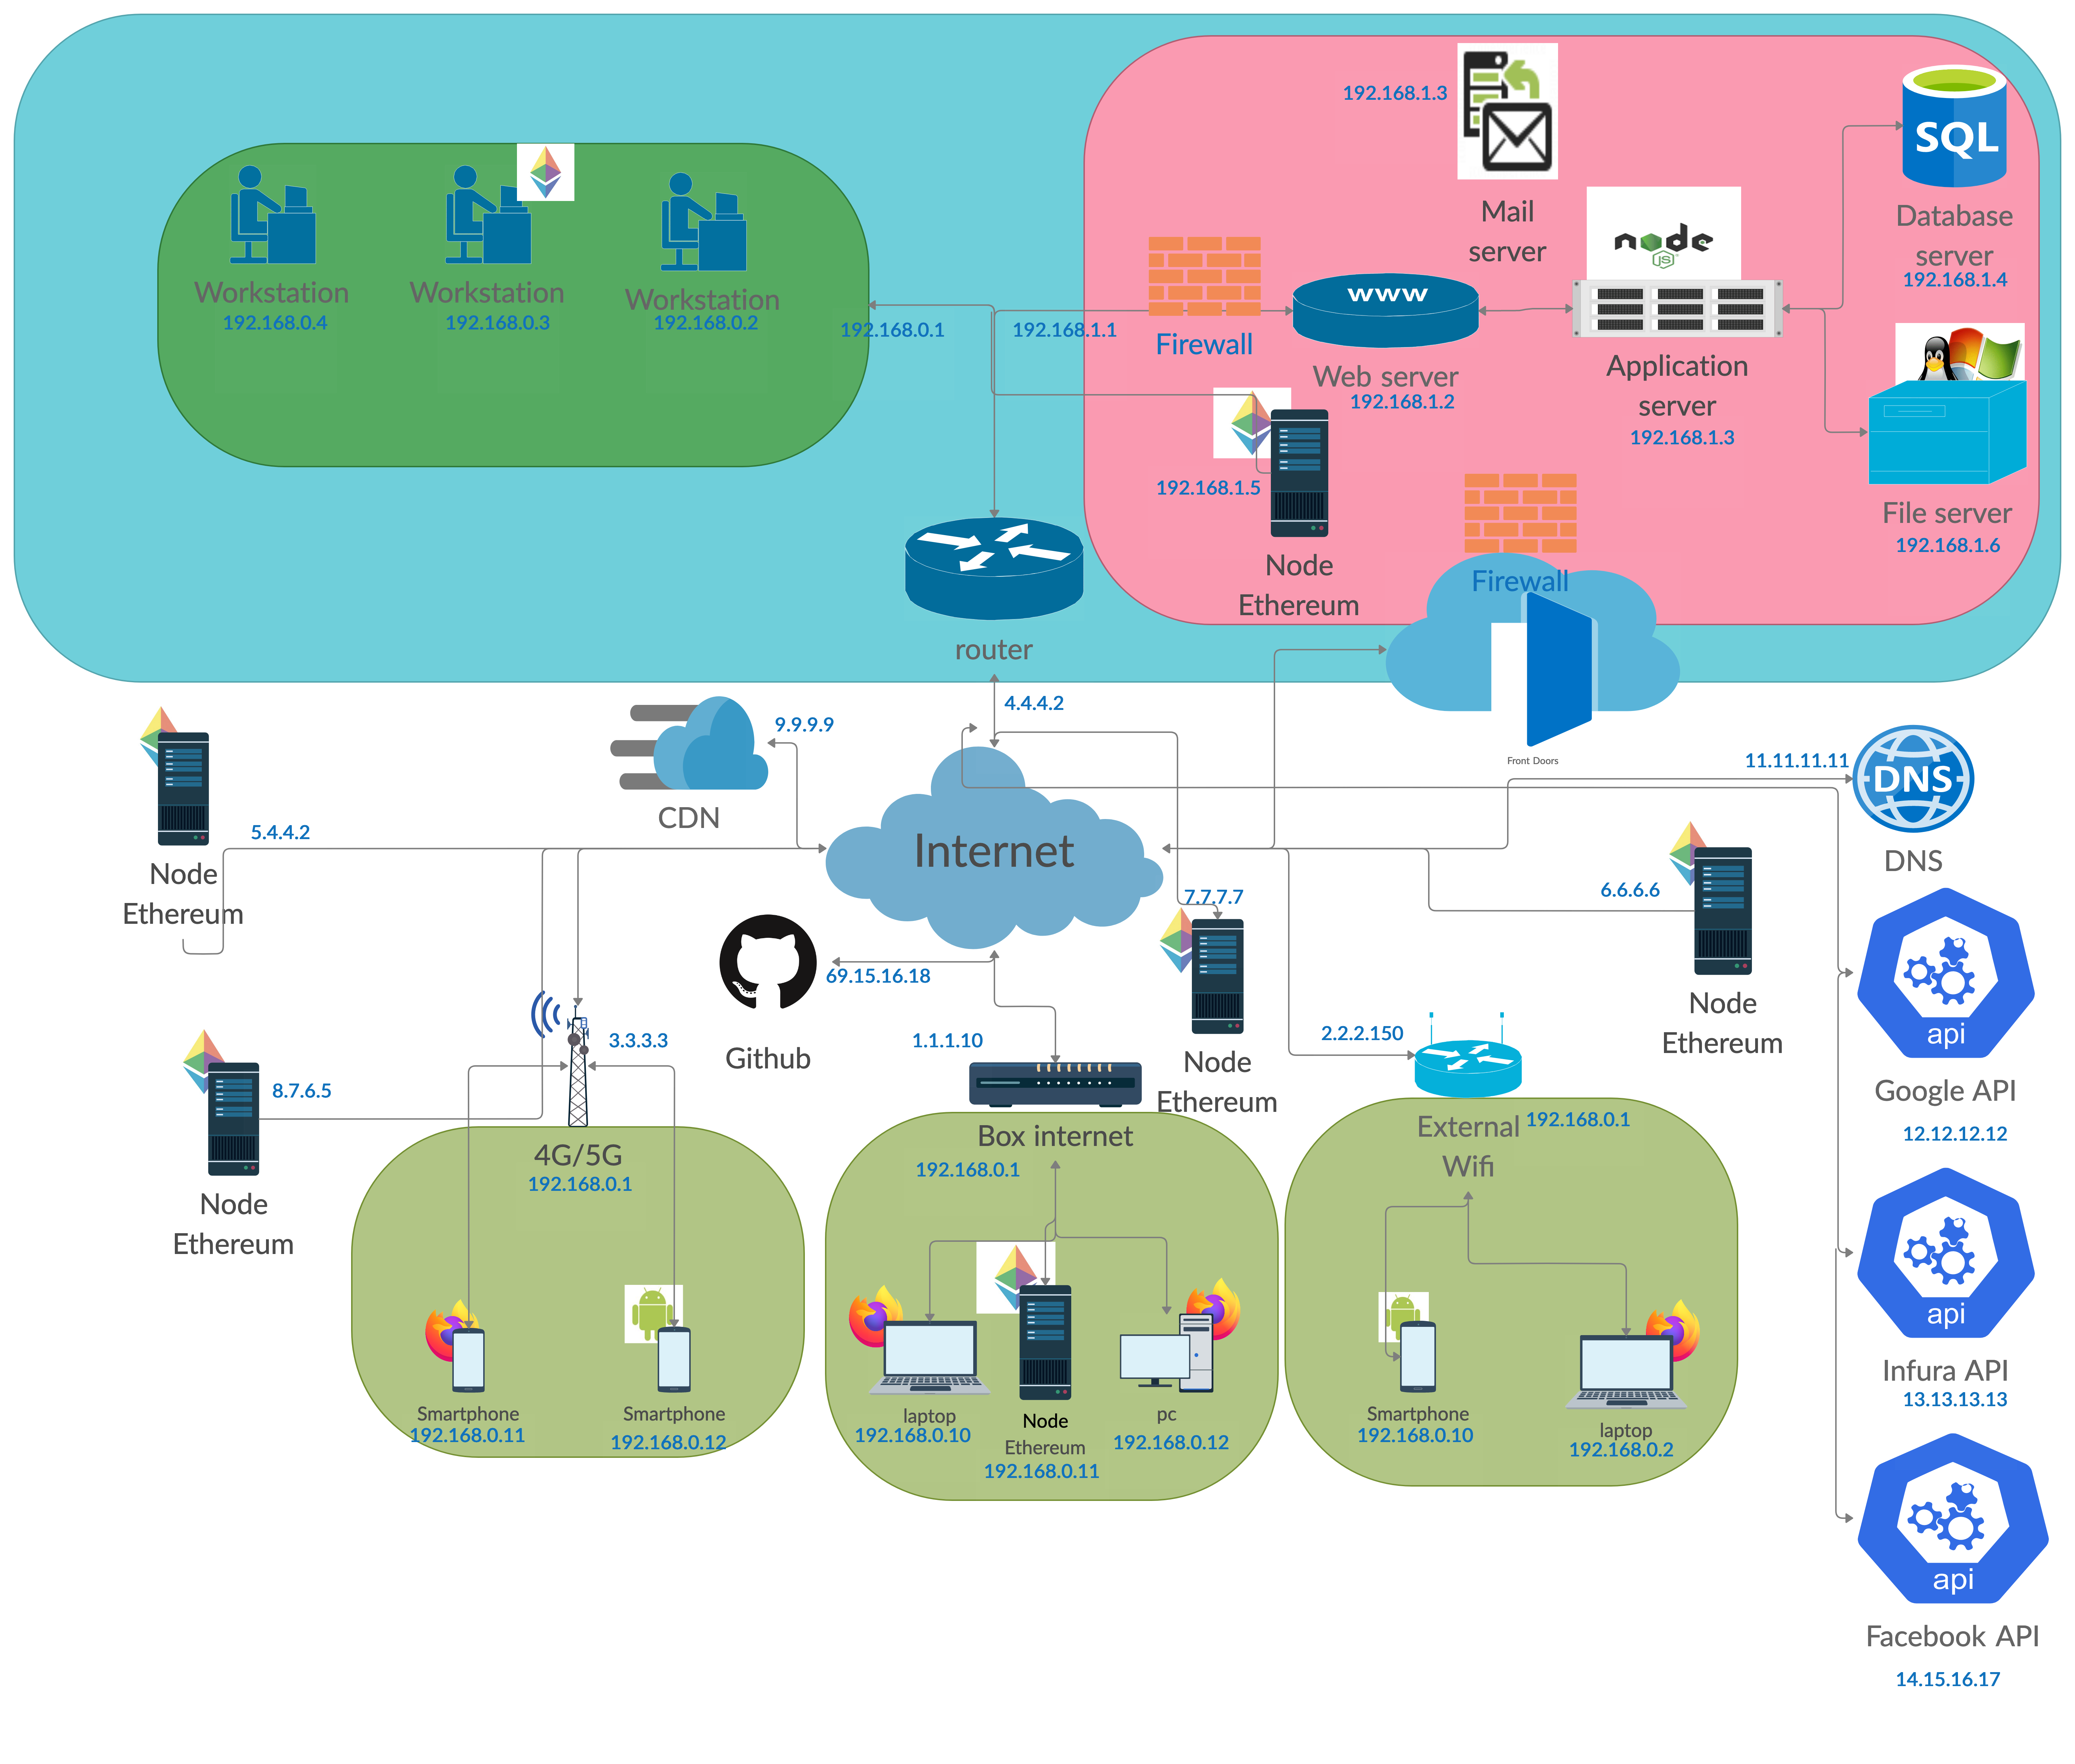 192.168.1.3
Mail
server
SQL
Database
server
192.168.1.4
node
JS
Workstation
192.168.0.4
Workstation
192.168.0.3
Workstation
192.168.0.2
192.168.0.1
192.168.1.1
Firewall
www
Web server
192.168.1.2
Application
server
192.168.1.3
192.168.1.5
Node
Ethereum
File server
192.168.1.6
Firewall
router
4.4.4.2
Front Doors
9.9.9.9
CDN
11.11.11.11
DNS
DNS
Node
Ethereum
5.4.4.2
Internet
7.7.7.7
6.6.6.6
Node
Ethereum
69.15.16.18
Github
Node
Ethereum
api
Google API
12.12.12.12
8.7.6.5
Node
Ethereum
3.3.3.3
4G/5G
192.168.0.1
1.1.1.10
Box internet
192.168.0.1
2.2.2.150
External
Wifi
192.168.0.1
api
Infura API
13.13.13.13
Smartphone
192.168.0.11
Smartphone
192.168.0.12
laptop
192.168.0.10
Node
Ethereum
192.168.0.11
pc
192.168.0.12
Smartphone
192.168.0.10
laptop
192.168.0.2
api
Facebook API
14.15.16.17